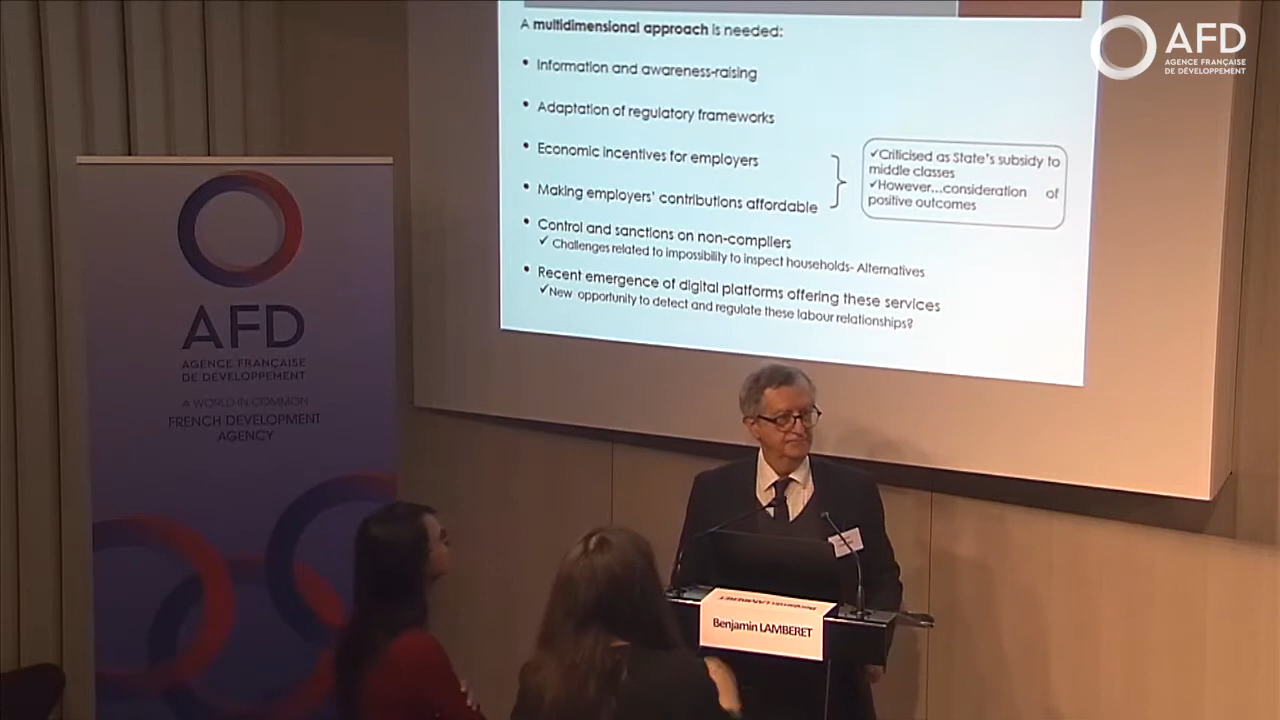 A multidimensional approach is needed:
• Information and awareness-raising
• Adaptation of regulatory frameworks
• Economic incentives for employers
• Making employers' contributions affordable
✓Criticised as State's subsidy to
middle classes
✓However...consideration of
positive outcomes
• Control and sanctions on non-compliers
✓ Challenges related to impossibility to inspect households- Alternatives
• Recent emergence of digital platforms offering these services
✓New opportunity to detect and regulate these labour relationships?
AFD
AGENCE FRANÇAISE
DE DÉVELOPPEMENT
AFD
AGENCE FRANÇAISE
DE DÉVELOPPEMENT
A WORLD IN COMMON
FRENCH DEVELOPMENT
AGENCY
Benjamin LAMBERET